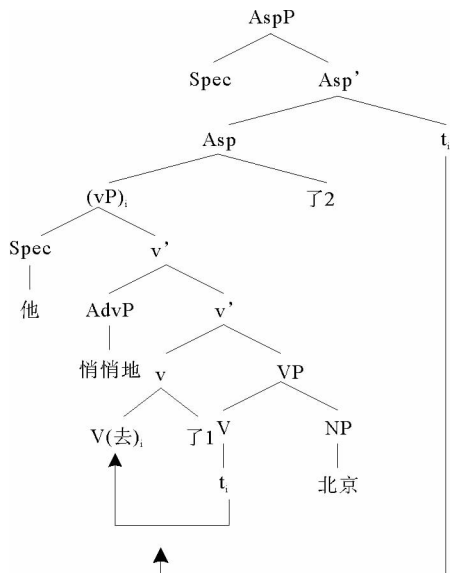 AspP
Spec Asp’
Asp tᵢ
(vP)ᵢ 了2
Spec v’
他 AdvP v’
悄悄地 v VP
V(去)ᵢ 了1 V NP
tᵢ 北京